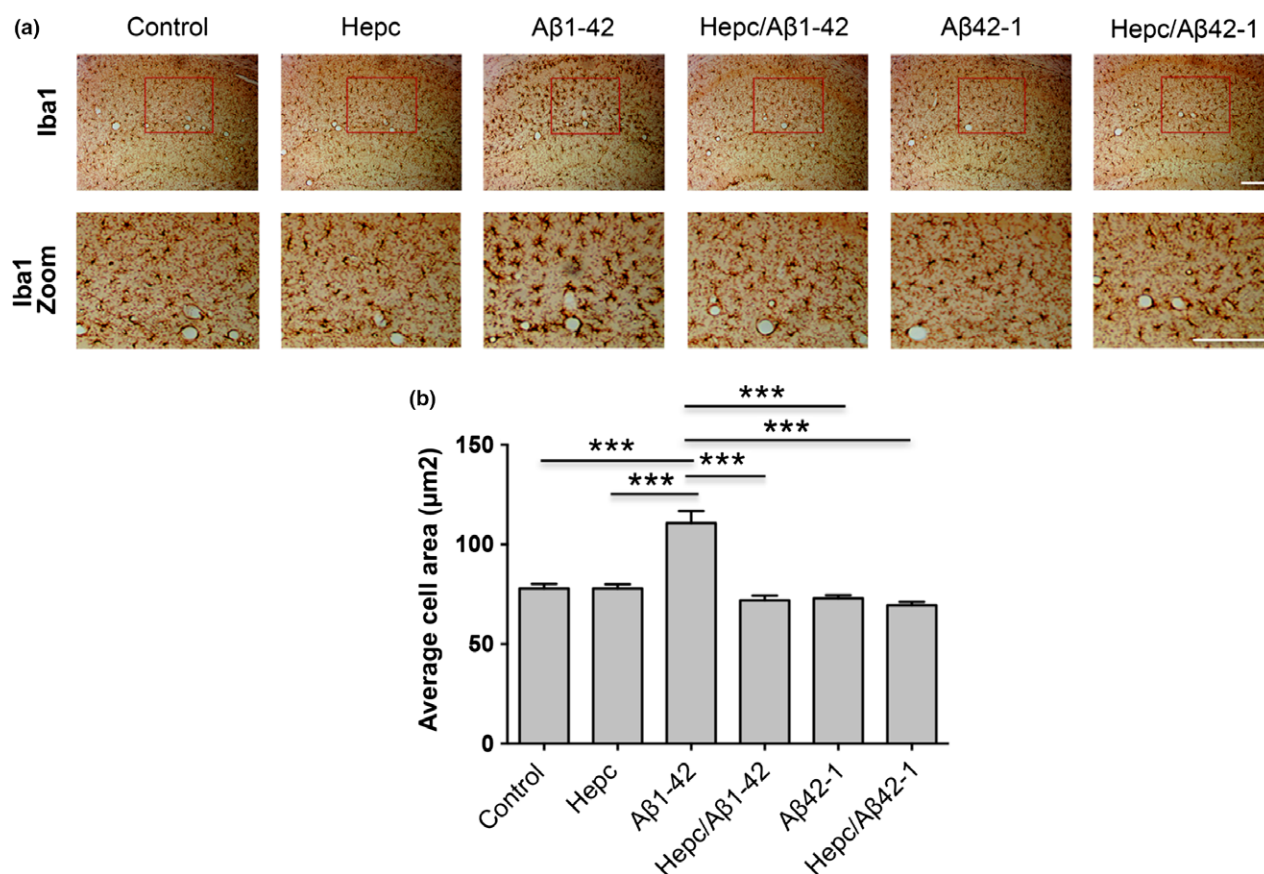 (a)
Control
Hepc
Aβ1-42
Hepc/Aβ1-42
Aβ42-1
Hepc/Aβ42-1
Iba1
Iba1
Zoom
(b)
***
***
***
***
***
Average cell area (µm2)
150
100
50
0
Control
Hepc
Aβ1-42
Hepc/Aβ1-42
Aβ42-1
Hepc/Aβ42-1